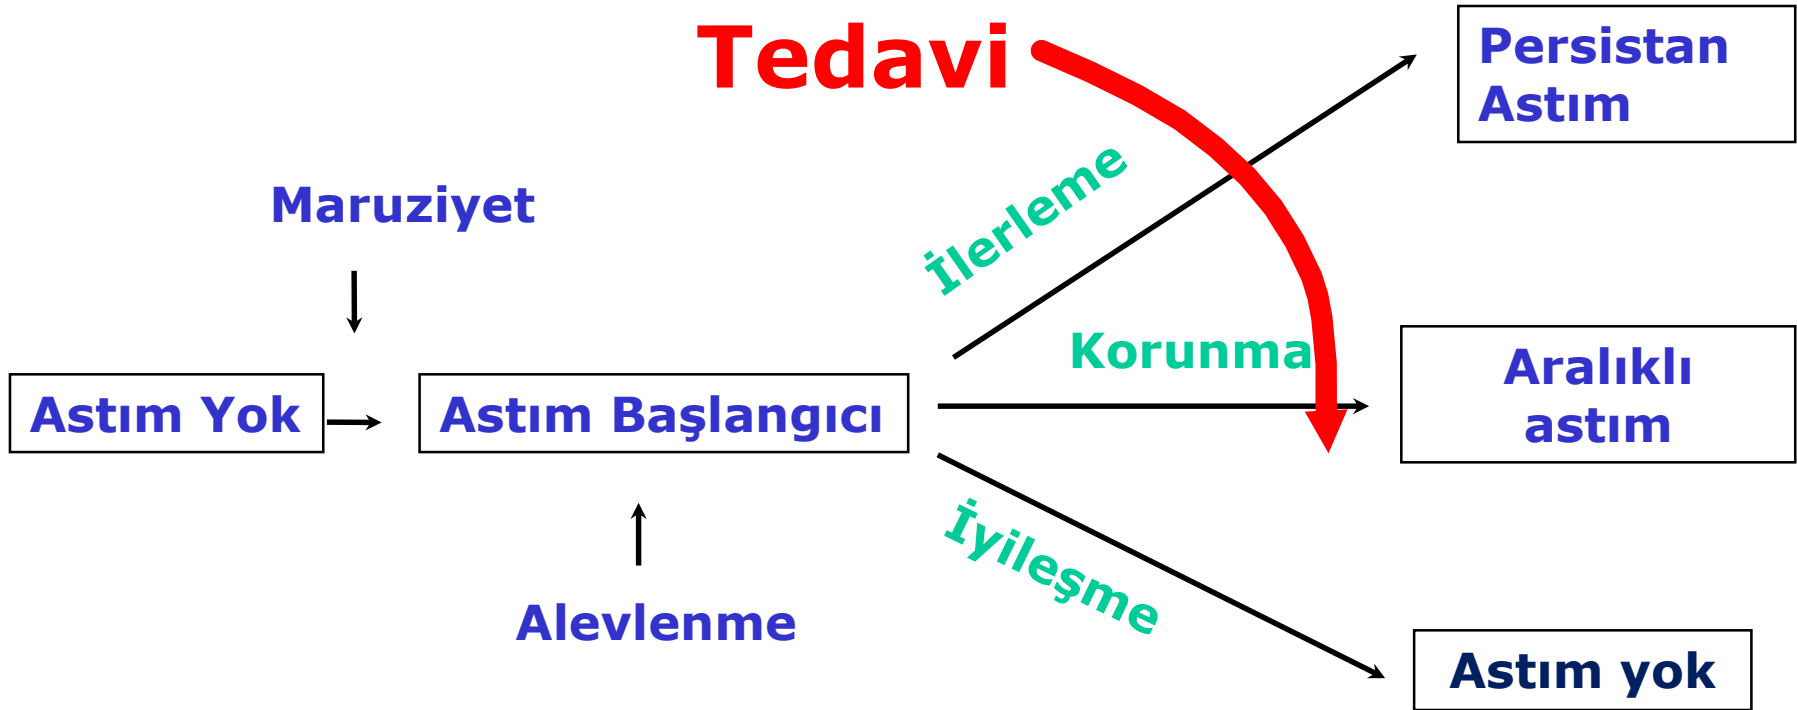 Tedavi
Persistan
Astım
Maruziyet
İlerleme
Korunma
Aralıklı
astım
Astım Yok
Astım Başlangıcı
İyileşme
Alevlenme
Astım yok